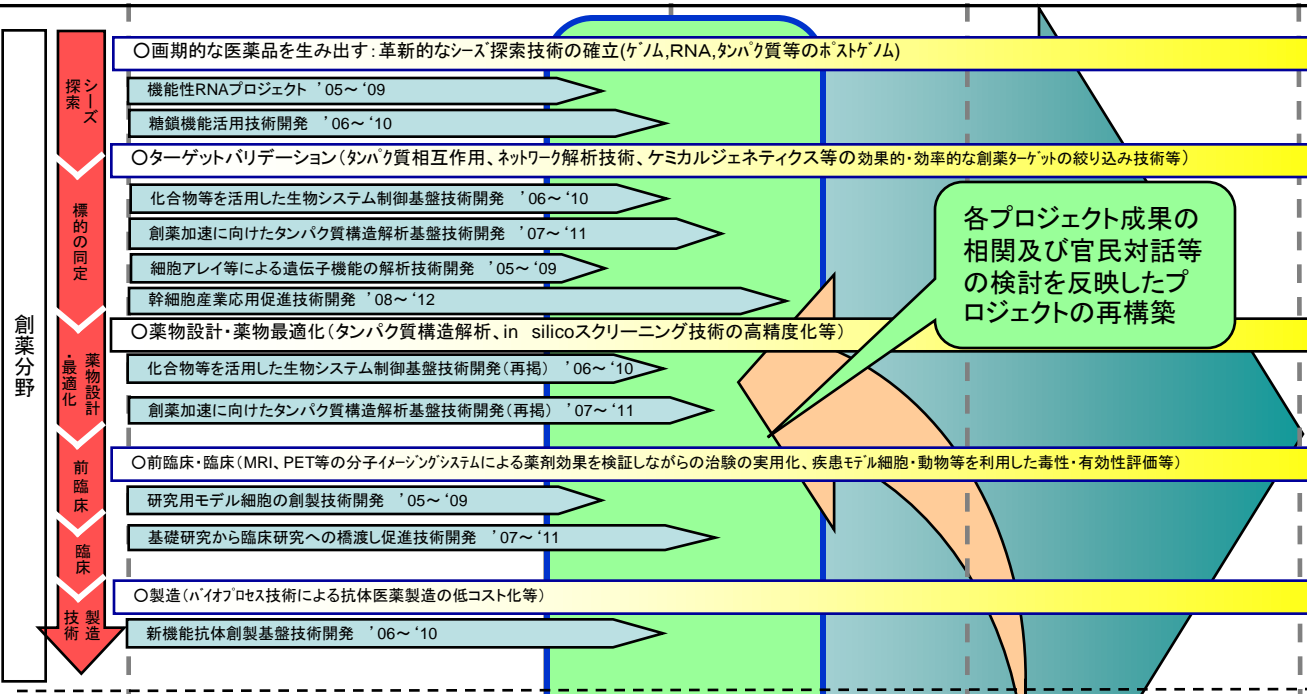 創薬分野
シーズ
探索
標的の同定
薬物設計
・最適化
前臨床
臨床
製造
技術
○画期的な医薬品を生み出す：革新的なシーズ探索技術の確立(ゲノム,RNA,タンパク質等のポストゲノム)
機能性RNAプロジェクト ’05～‘09
糖鎖機能活用技術開発 ’06～‘10
○ターゲットバリデーション（タンパク質相互作用、ネットワーク解析技術、ケミカルジェネティクス等の効果的・効率的な創薬ターゲットの絞り込み技術等）
化合物等を活用した生物システム制御基盤技術開発 ’06～‘10
創薬加速に向けたタンパク質構造解析基盤技術開発 ’07～‘11
細胞アレイ等による遺伝子機能の解析技術開発 ’05～‘09
幹細胞産業応用促進技術開発 ’08～‘12
○薬物設計・薬物最適化（タンパク質構造解析、in silicoスクリーニング技術の高精度化等）
化合物等を活用した生物システム制御基盤技術開発（再掲） ’06～‘10
創薬加速に向けたタンパク質構造解析基盤技術開発（再掲） ’07～‘11
○前臨床・臨床（MRI、PET等の分子イメージングシステムによる薬剤効果を検証しながらの治験の実用化、疾患モデル細胞・動物等を利用した毒性・有効性評価等）
研究用モデル細胞の創製技術開発 ’05～‘09
基礎研究から臨床研究への橋渡し促進技術開発 ’07～‘11
○製造（バイオプロセス技術による抗体医薬製造の低コスト化等）
新機能抗体創製基盤技術開発 ’06～‘10
各プロジェクト成果の
相関及び官民対話等
の検討を反映したプ
ロジェクトの再構築